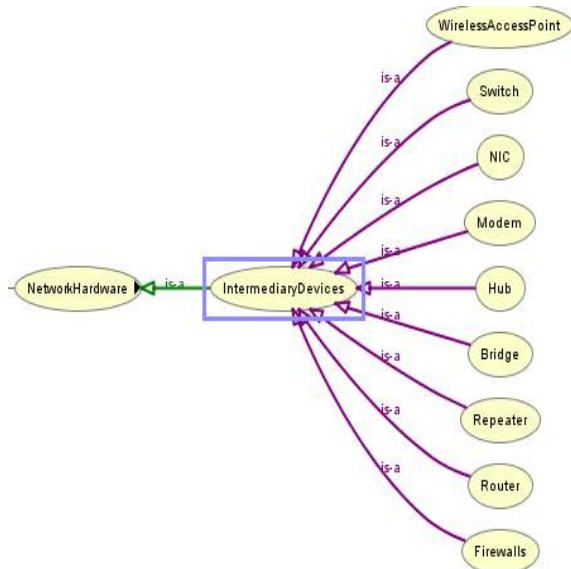 WirelessAccessPoint
is-a
Switch
is-a
NIC
is-a
Modem
is-a
NetworkHardware
is-a
IntermediaryDevices
is-a
Hub
is-a
Bridge
is-a
Repeater
is-a
Router
is-a
Firewalls
is-a